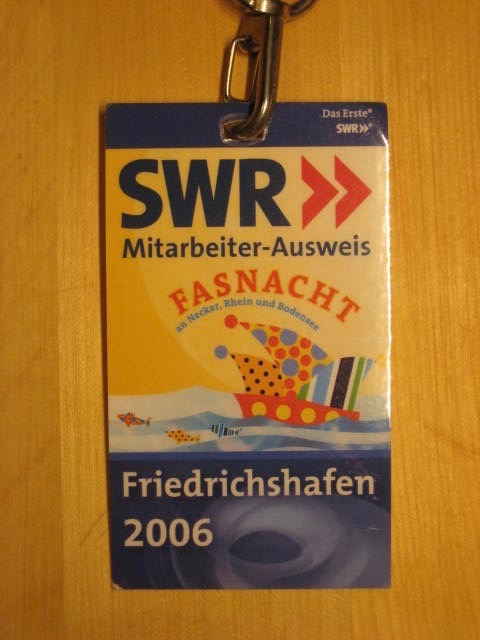 Das Erste®
SWR»®
SWR»
Mitarbeiter-Ausweis
FASNACHT
an Neckar, Rhein und Bodensee
Friedrichshafen
2006